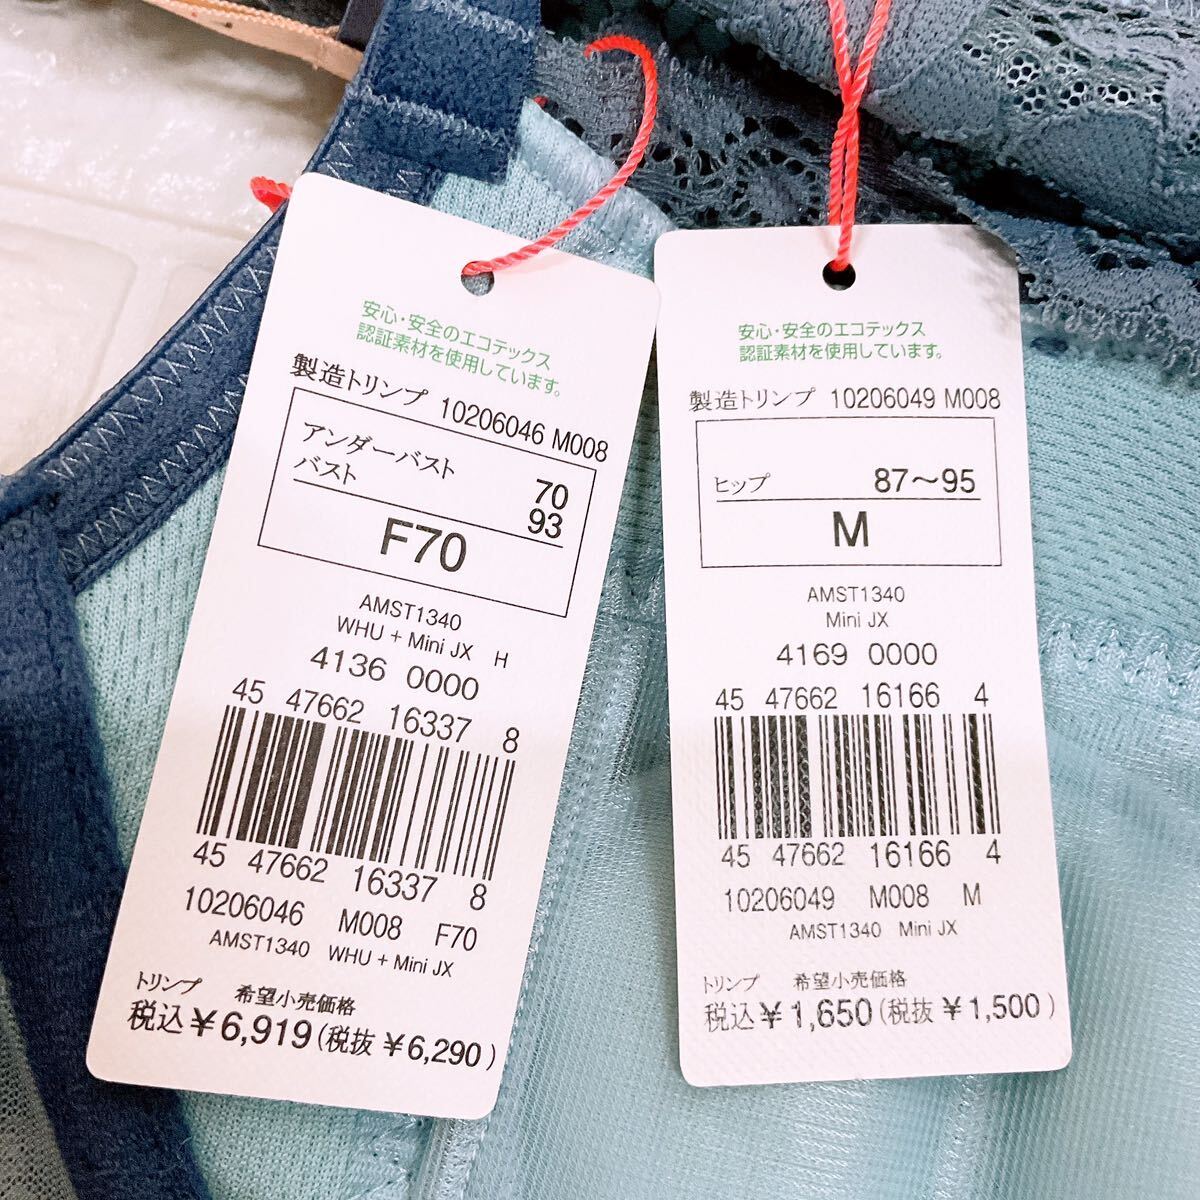 安心・安全のエコテックス
認証素材を使用しています。
製造トリンプ 10206046 M008
アンダーバスト 70
バスト 93
F70
AMST1340
WHU + Mini JX H
4136 0000
45 47662 16337 8
45 47662 16337 8
10206046 M008 F70
AMST1340 WHU + Mini JX
トリンプ 希望小売価格
税込¥6,919(税抜¥6,290)
安心・安全のエコテックス
認証素材を使用しています。
製造トリンプ 10206049 M008
ヒップ 87〜95
M
AMST1340
Mini JX
4169 0000
45 47662 16166 4
45 47662 16166 4
10206049 M008 M
AMST1340 Mini JX
トリンプ 希望小売価格
税込¥1,650(税抜¥1,500)